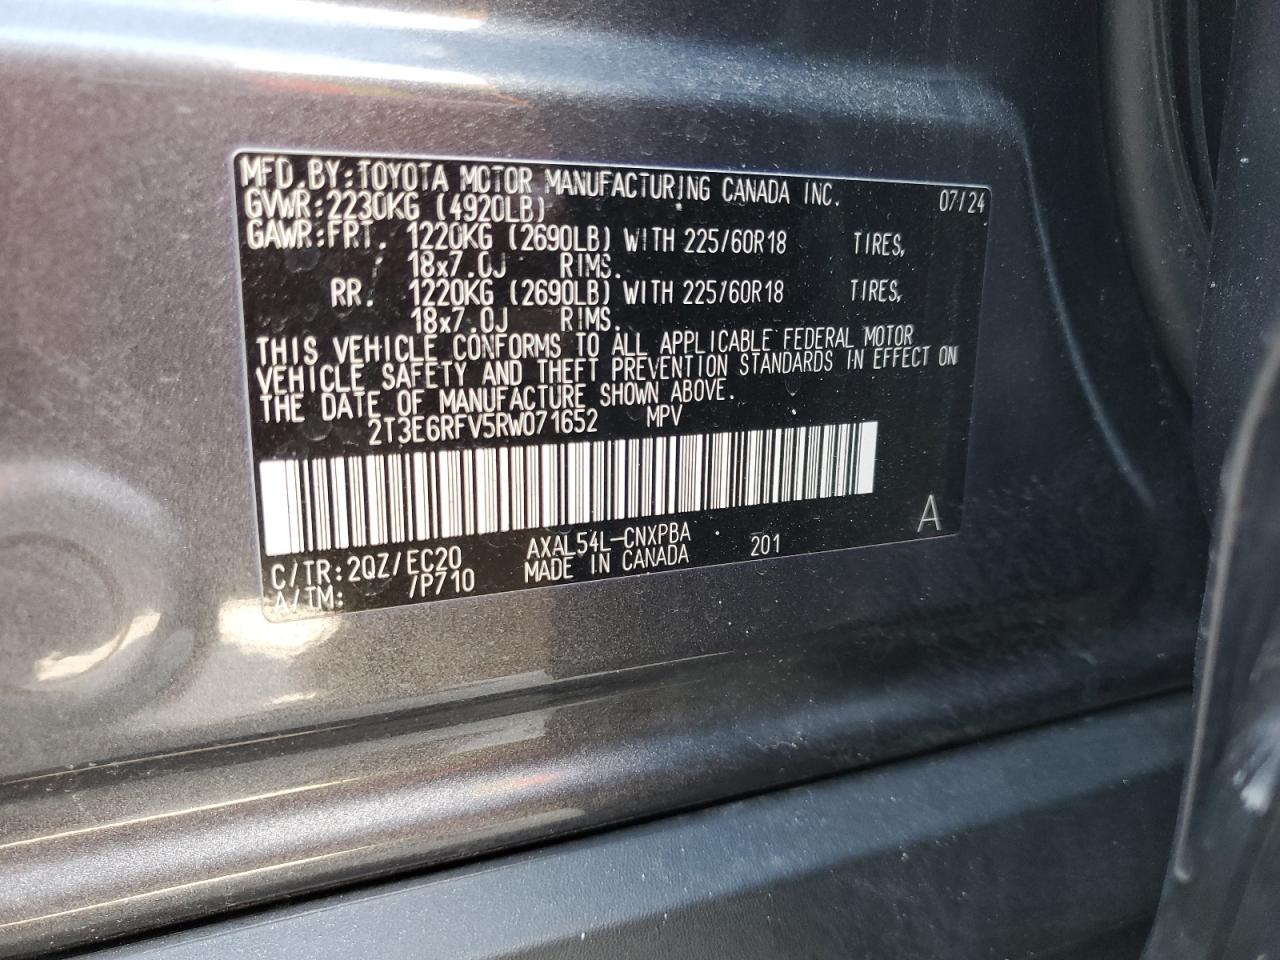 MFD.BY:TOYOTA MOTOR MANUFACTURING CANADA INC. 07/24
GVWR:2230KG (4920LB)
GAWR:FRT. 1220KG (2690LB) WITH 225/60R18 TIRES,
18x7.0J RIMS.
RR. 1220KG (2690LB) WITH 225/60R18 TIRES,
18x7.0J RIMS.
THIS VEHICLE CONFORMS TO ALL APPLICABLE FEDERAL MOTOR
VEHICLE SAFETY AND THEFT PREVENTION STANDARDS IN EFFECT ON
THE DATE OF MANUFACTURE SHOWN ABOVE.
2T3E6RFV5RW071652 MPV
A
C/TR:2QZ/EC20 AXAL54L-CNXPBA 201
A/TM: /P710 MADE IN CANADA